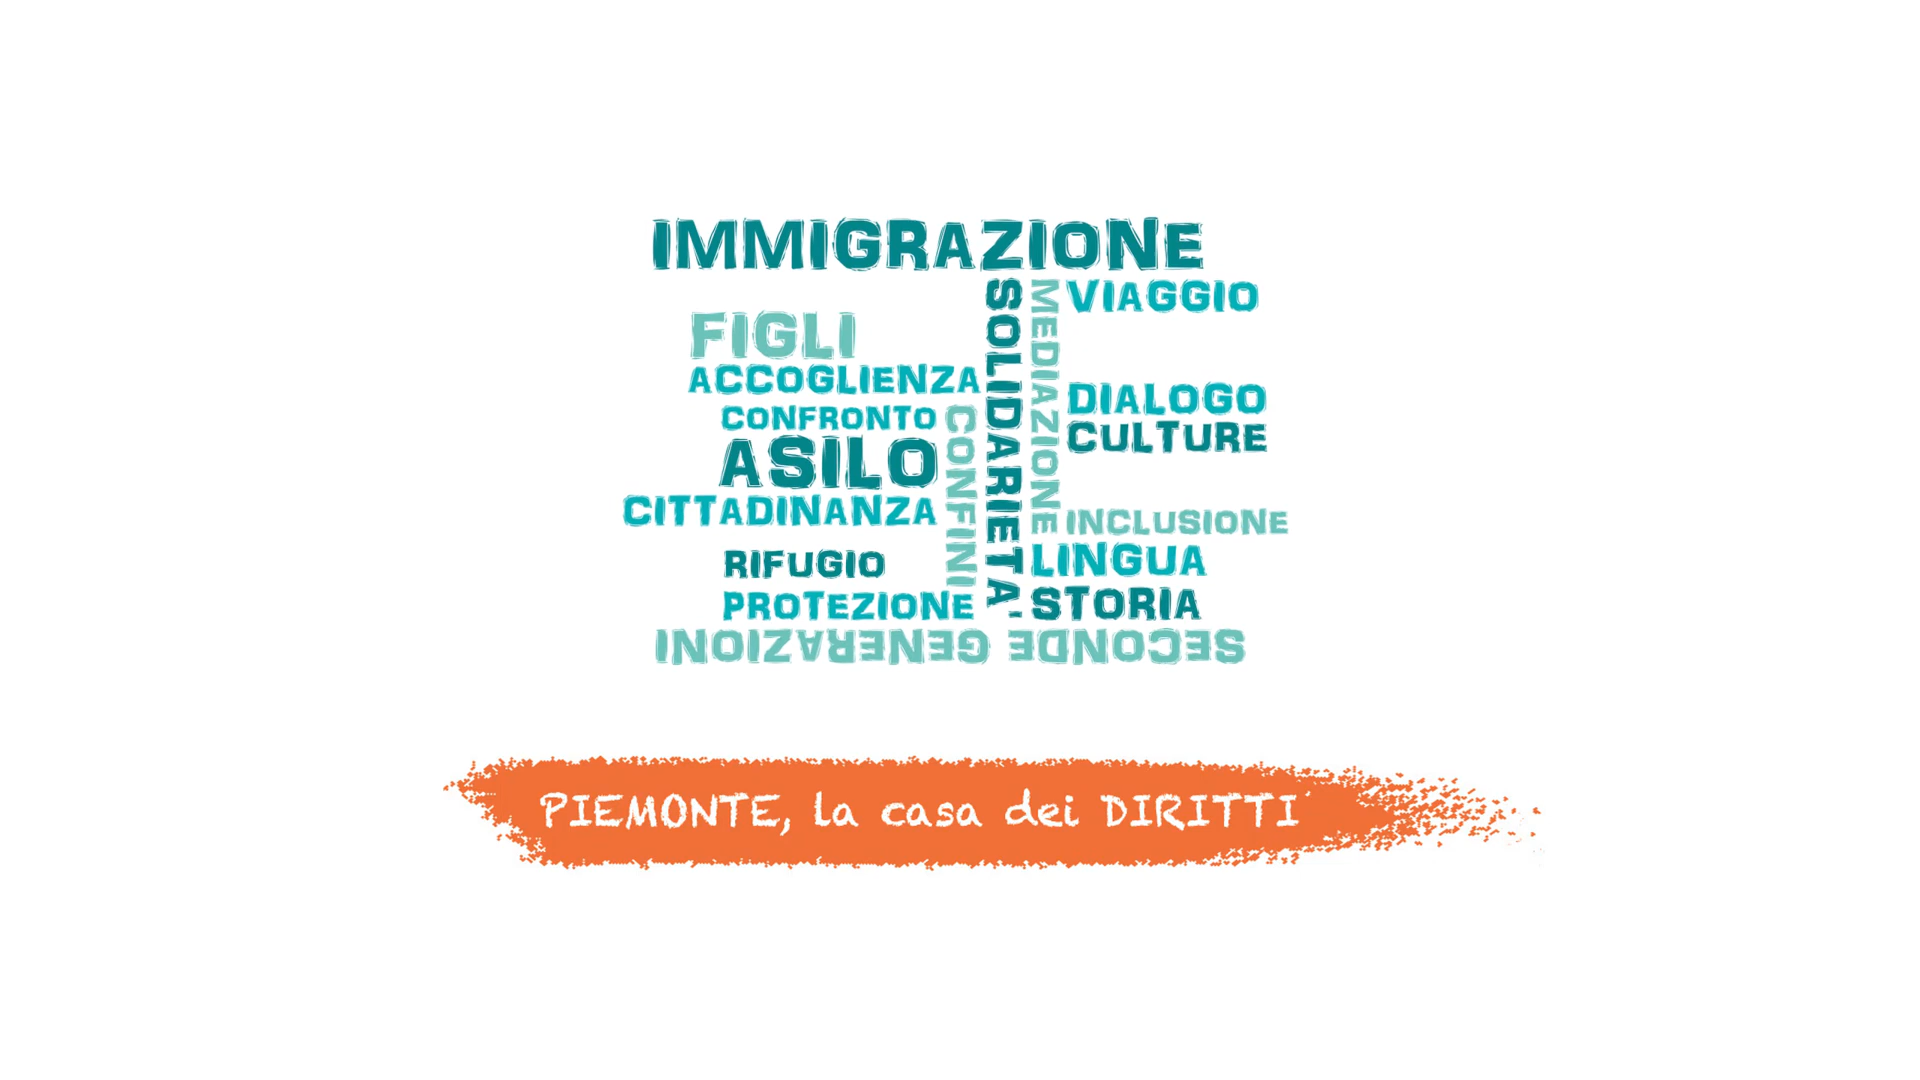 IMMIGRAZIONE
SOLIDARIETA'
MEDIAZIONE
VIAGGIO
FIGLI
ACCOGLIENZA
DIALOGO
CONFRONTO
CONFINI
CULTURE
ASILO
CITTADINANZA
INCLUSIONE
RIFUGIO
LINGUA
PROTEZIONE
STORIA
SECONDE GENERAZIONI
PIEMONTE, la casa dei DIRITTI